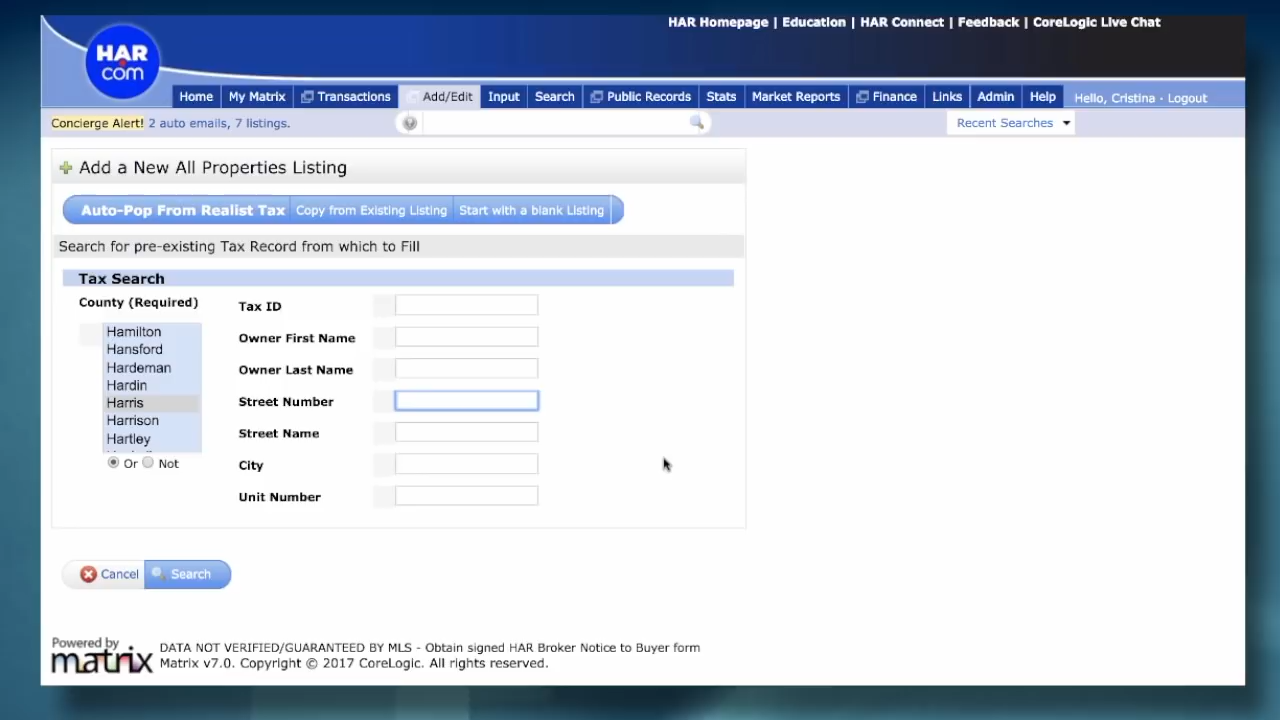 HAR Homepage | Education | HAR Connect | Feedback | CoreLogic Live Chat
HAR
com
Home My Matrix Transactions Add/Edit Input Search Public Records Stats Market Reports Finance Links Admin Help Hello, Cristina · Logout
Concierge Alert! 2 auto emails, 7 listings. Recent Searches
Add a New All Properties Listing
Auto-Pop From Realist Tax Copy from Existing Listing Start with a blank Listing
Search for pre-existing Tax Record from which to Fill
Tax Search
County (Required)
Hamilton
Hansford
Hardeman
Hardin
Harris
Harrison
Hartley
Or Not
Tax ID
Owner First Name
Owner Last Name
Street Number
Street Name
City
Unit Number
Cancel Search
Powered by
matrix
DATA NOT VERIFIED/GUARANTEED BY MLS - Obtain signed HAR Broker Notice to Buyer form
Matrix v7.0. Copyright © 2017 CoreLogic. All rights reserved.